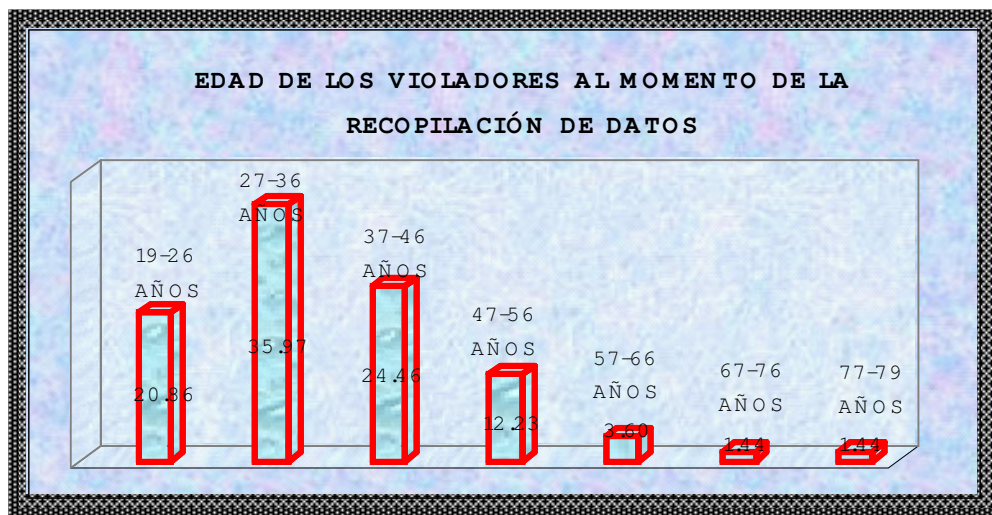 EDAD DE LOS VIOLADORES AL MOMENTO DE LA
RECOPILACIÓN DE DATOS
19-26
AÑOS
20.86
27-36
AÑOS
35.97
37-46
AÑOS
24.46
47-56
AÑOS
12.23
57-66
AÑOS
3.60
67-76
AÑOS
1.44
77-79
AÑOS
1.44